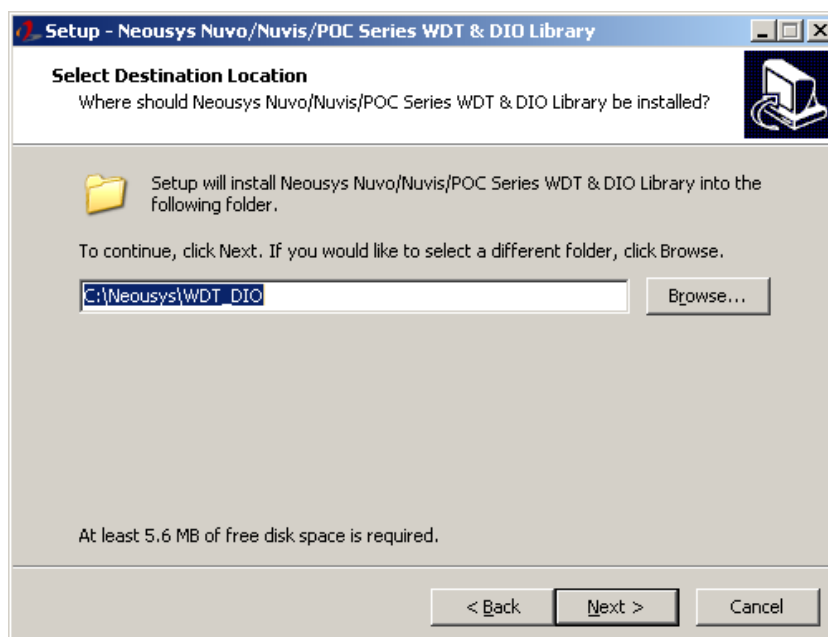 Setup - Neousys Nuvo/Nuvis/POC Series WDT & DIO Library
Select Destination Location
Where should Neousys Nuvo/Nuvis/POC Series WDT & DIO Library be installed?
Setup will install Neousys Nuvo/Nuvis/POC Series WDT & DIO Library into the
following folder.
To continue, click Next. If you would like to select a different folder, click Browse.
C:\Neousys\WDT_DIO
Browse...
At least 5.6 MB of free disk space is required.
< Back
Next >
Cancel